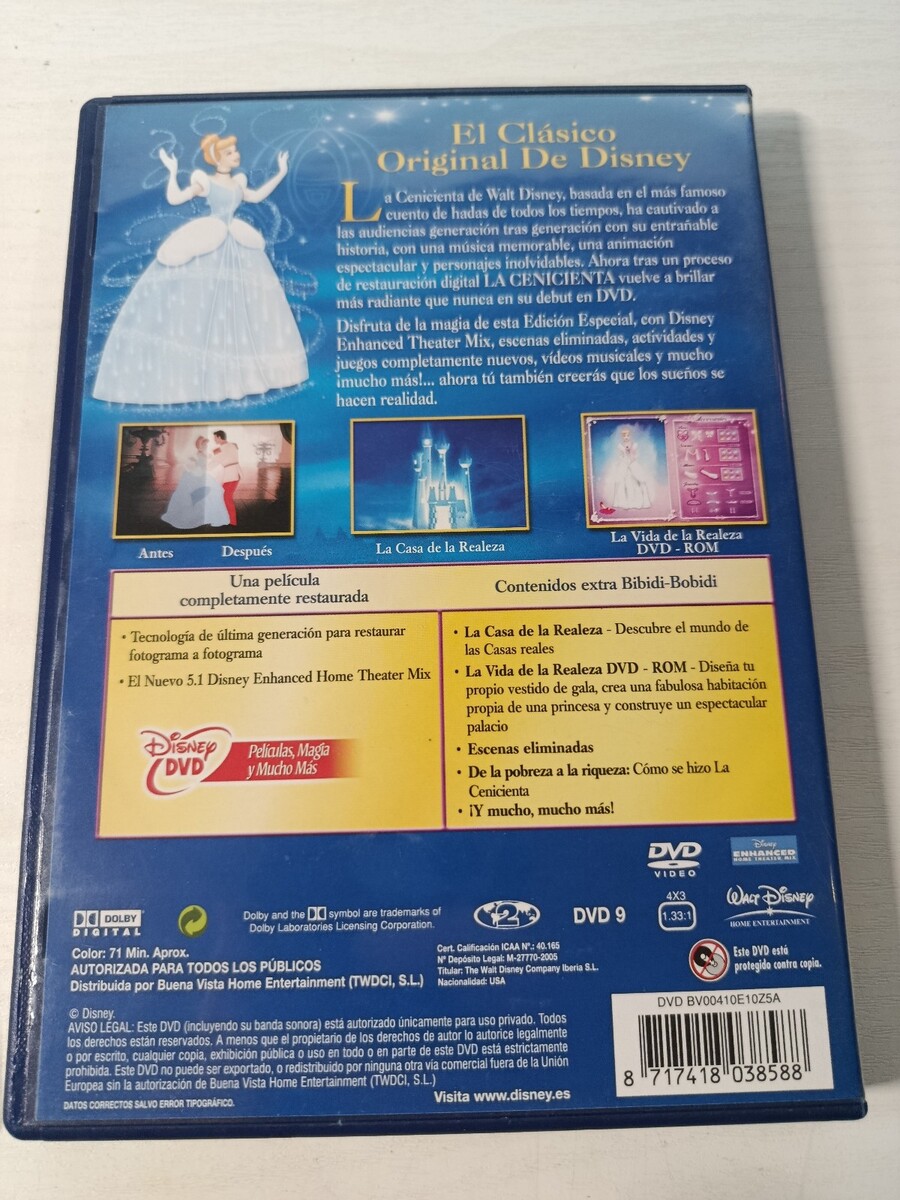 El Clásico
Original De Disney
La Cenicienta de Walt Disney, basada en el más famoso
cuento de hadas de todos los tiempos, ha cautivado a
las audiencias generación tras generación con su entrañable
historia, con una música memorable, una animación
espectacular y personajes inolvidables. Ahora tras un proceso
de restauración digital LA CENICIENTA vuelve a brillar
más radiante que nunca en su debut en DVD.
Disfruta de la magia de esta Edición Especial, con Disney
Enhanced Theater Mix, escenas eliminadas, actividades y
juegos completamente nuevos, vídeos musicales y mucho
¡mucho más!... ahora tú también creerás que los sueños se
hacen realidad.
Antes Después
La Casa de la Realeza
La Vida de la Realeza
DVD - ROM
Una película
completamente restaurada
Contenidos extra Bibidi-Bobidi
• Tecnología de última generación para restaurar
fotograma a fotograma
• El Nuevo 5.1 Disney Enhanced Home Theater Mix
Disney
DVD
Películas, Magia
y Mucho Más
• La Casa de la Realeza - Descubre el mundo de
las Casas reales
• La Vida de la Realeza DVD - ROM - Diseña tu
propio vestido de gala, crea una fabulosa habitación
propia de una princesa y construye un espectacular
palacio
• Escenas eliminadas
• De la pobreza a la riqueza: Cómo se hizo La
Cenicienta
• ¡Y mucho, mucho más!
DVD
VIDEO
Disney
ENHANCED
HOME THEATER MIX
DOLBY
DIGITAL
Dolby and the DD symbol are trademarks of
Dolby Laboratories Licensing Corporation.
2
DVD 9
4X3
1.33:1
Walt Disney
HOME ENTERTAINMENT
Color: 71 Min. Aprox.
AUTORIZADA PARA TODOS LOS PÚBLICOS
Distribuida por Buena Vista Home Entertainment (TWDCI, S.L.)
Cert. Calificación ICAA Nº.: 40.165
Nº Depósito Legal: M-27770-2005
Titular: The Walt Disney Company Iberia S.L.
Nacionalidad: USA
Este DVD está
protegido contra copia.
© Disney.
AVISO LEGAL: Este DVD (incluyendo su banda sonora) está autorizado únicamente para uso privado. Todos
los derechos están reservados. A menos que el propietario de los derechos de autor lo autorice legalmente
o por escrito, cualquier copia, exhibición pública o uso en todo o en parte de este DVD está estrictamente
prohibida. Este DVD no puede ser exportado, o redistribuido por ninguna otra vía comercial fuera de la Unión
Europea sin la autorización de Buena Vista Home Entertainment (TWDCI, S.L.)
Visita www.disney.es
DATOS CORRECTOS SALVO ERROR TIPOGRÁFICO.
DVD BV00410E10Z5A
8 717418 038588